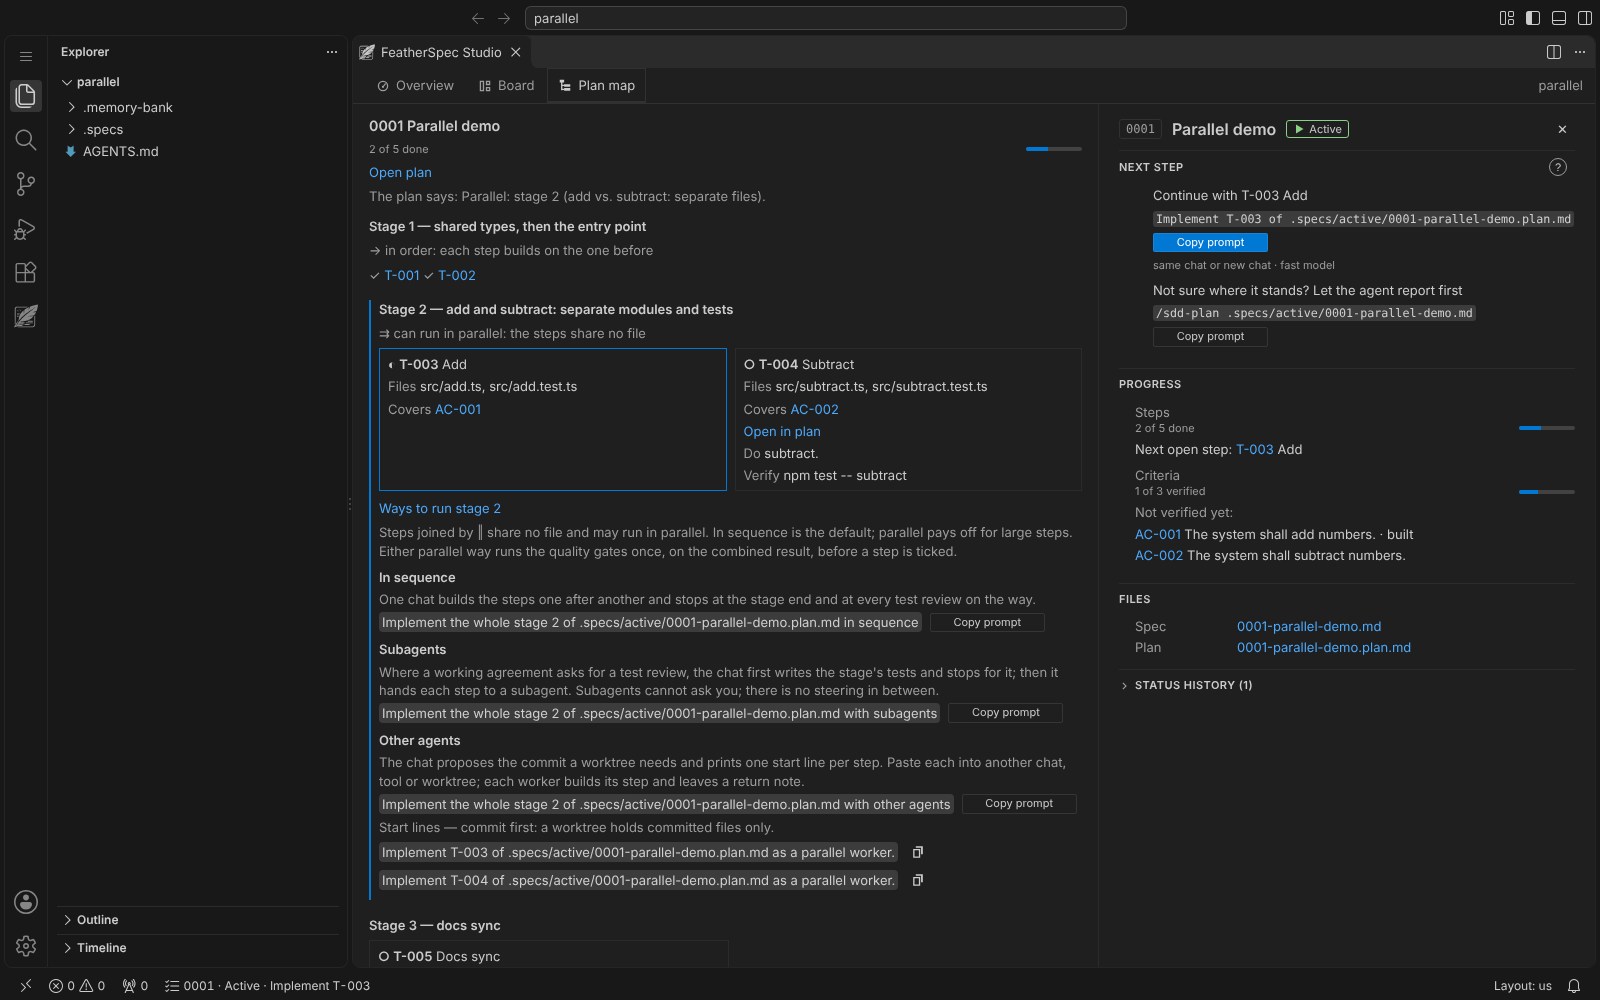 parallel
Explorer
parallel
.memory-bank
.specs
AGENTS.md
Outline
Timeline
FeatherSpec Studio
Overview
Board
Plan map
parallel
0001 Parallel demo
2 of 5 done
Open plan
The plan says: Parallel: stage 2 (add vs. subtract: separate files).
Stage 1 — shared types, then the entry point
→ in order: each step builds on the one before
✓ T-001 ✓ T-002
Stage 2 — add and subtract: separate modules and tests
⇉ can run in parallel: the steps share no file
T-003 Add
Files src/add.ts, src/add.test.ts
Covers AC-001
T-004 Subtract
Files src/subtract.ts, src/subtract.test.ts
Covers AC-002
Open in plan
Do subtract.
Verify npm test -- subtract
Ways to run stage 2
Steps joined by ∥ share no file and may run in parallel. In sequence is the default; parallel pays off for large steps.
Either parallel way runs the quality gates once, on the combined result, before a step is ticked.
In sequence
One chat builds the steps one after another and stops at the stage end and at every test review on the way.
Implement the whole stage 2 of .specs/active/0001-parallel-demo.plan.md in sequence
Copy prompt
Subagents
Where a working agreement asks for a test review, the chat first writes the stage's tests and stops for it; then it
hands each step to a subagent. Subagents cannot ask you; there is no steering in between.
Implement the whole stage 2 of .specs/active/0001-parallel-demo.plan.md with subagents
Copy prompt
Other agents
The chat proposes the commit a worktree needs and prints one start line per step. Paste each into another chat,
tool or worktree; each worker builds its step and leaves a return note.
Implement the whole stage 2 of .specs/active/0001-parallel-demo.plan.md with other agents
Copy prompt
Start lines — commit first: a worktree holds committed files only.
Implement T-003 of .specs/active/0001-parallel-demo.plan.md as a parallel worker.
Implement T-004 of .specs/active/0001-parallel-demo.plan.md as a parallel worker.
Stage 3 — docs sync
T-005 Docs sync
0001 Parallel demo Active
NEXT STEP
?
Continue with T-003 Add
Implement T-003 of .specs/active/0001-parallel-demo.plan.md
Copy prompt
same chat or new chat · fast model
Not sure where it stands? Let the agent report first
/sdd-plan .specs/active/0001-parallel-demo.md
Copy prompt
PROGRESS
Steps
2 of 5 done
Next open step: T-003 Add
Criteria
1 of 3 verified
Not verified yet:
AC-001 The system shall add numbers. · built
AC-002 The system shall subtract numbers.
FILES
Spec 0001-parallel-demo.md
Plan 0001-parallel-demo.plan.md
STATUS HISTORY (1)
0 0 0 0001 · Active · Implement T-003
Layout: us